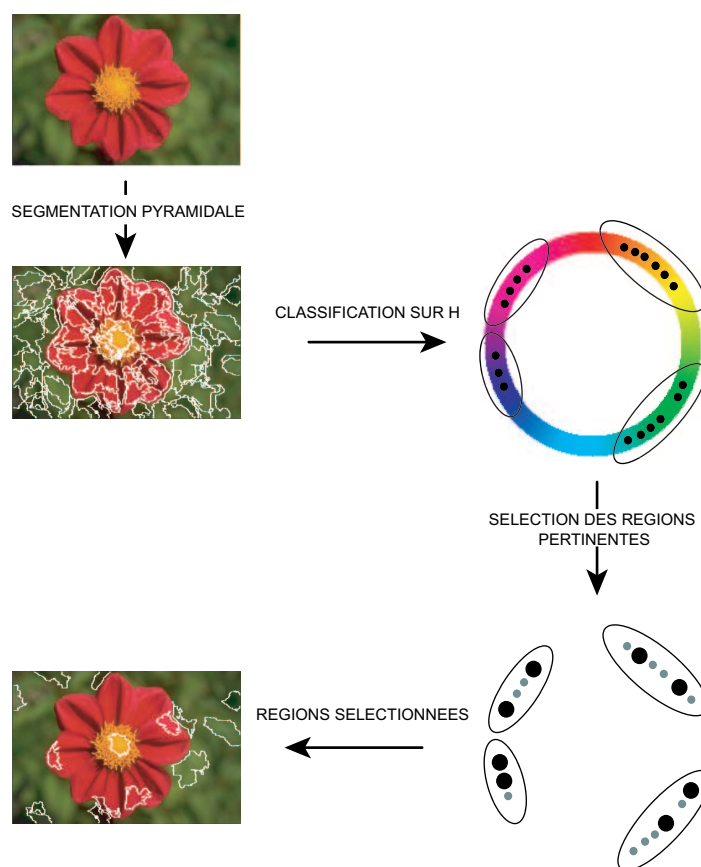 SEGMENTATION PYRAMIDALE
CLASSIFICATION SUR H
SELECTION DES REGIONS
PERTINENTES
REGIONS SELECTIONNEES